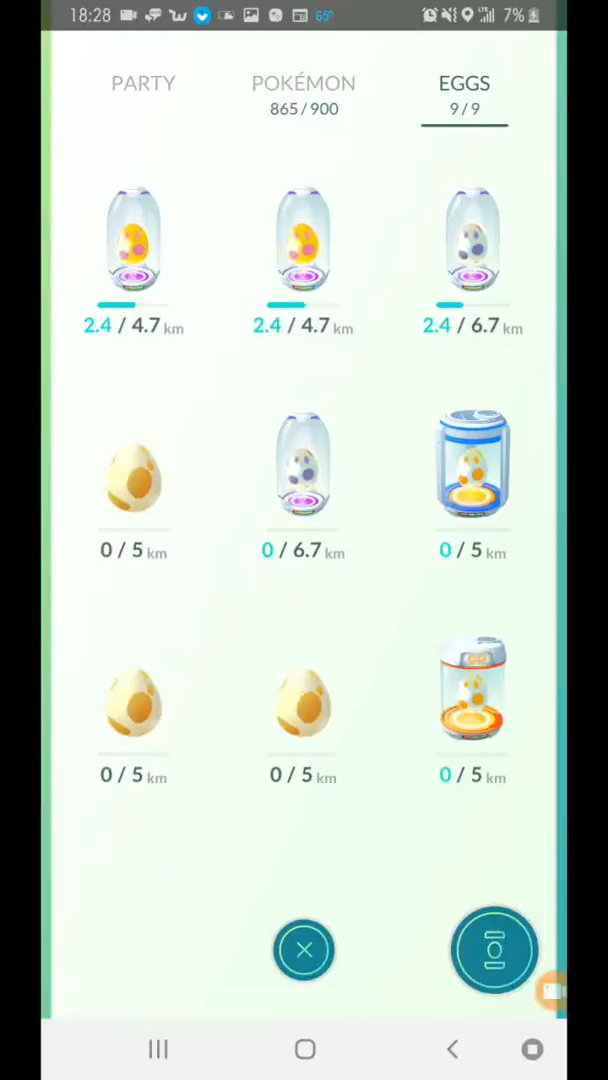 18:28 65° LTE 7%
PARTY POKÉMON EGGS
865/900 9/9
2.4 / 4.7 km 2.4 / 4.7 km 2.4 / 6.7 km
0 / 5 km 0 / 6.7 km 0 / 5 km
0 / 5 km 0 / 5 km 0 / 5 km